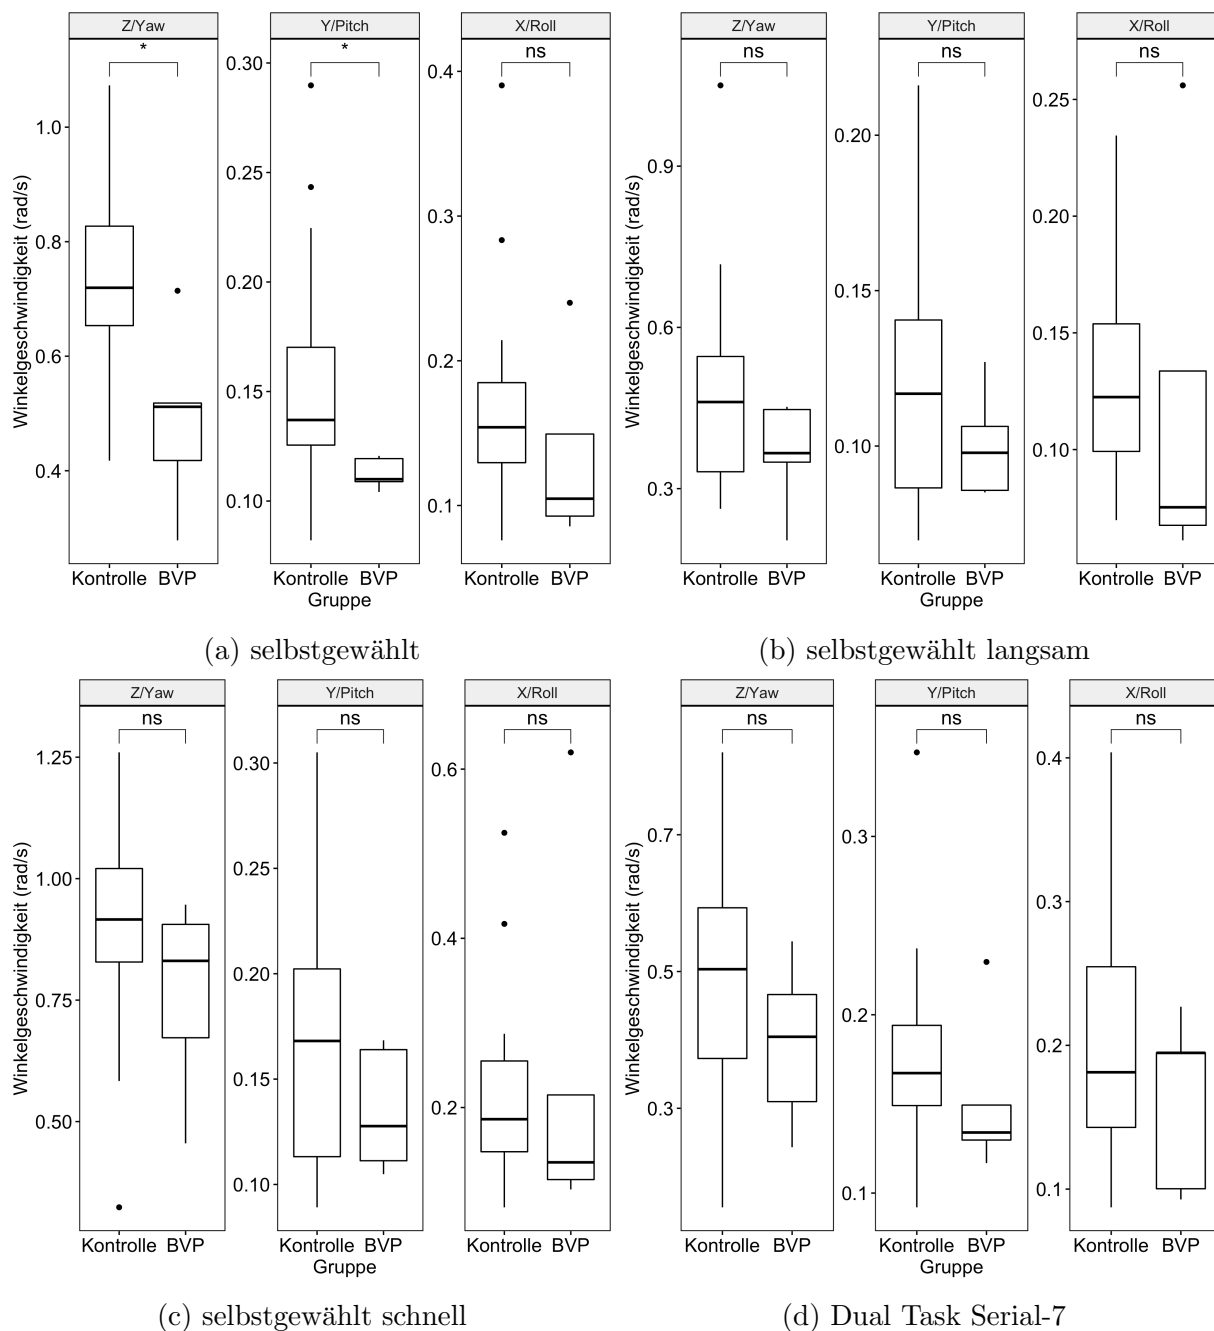 Z/Yaw Y/Pitch X/Roll
* * ns
Winkelgeschwindigkeit (rad/s)
1.0
0.8
0.6
0.4
0.30
0.25
0.20
0.15
0.10
0.4
0.3
0.2
0.1
Kontrolle BVP Kontrolle BVP Kontrolle BVP
Gruppe
(a) selbstgewählt
Z/Yaw Y/Pitch X/Roll
ns ns ns
Winkelgeschwindigkeit (rad/s)
0.9
0.6
0.3
0.20
0.15
0.10
0.25
0.20
0.15
0.10
Kontrolle BVP Kontrolle BVP Kontrolle BVP
Gruppe
(b) selbstgewählt langsam
Z/Yaw Y/Pitch X/Roll
ns ns ns
Winkelgeschwindigkeit (rad/s)
1.25
1.00
0.75
0.50
0.30
0.25
0.20
0.15
0.10
0.6
0.4
0.2
Kontrolle BVP Kontrolle BVP Kontrolle BVP
Gruppe
(c) selbstgewählt schnell
Z/Yaw Y/Pitch X/Roll
ns ns ns
Winkelgeschwindigkeit (rad/s)
0.7
0.5
0.3
0.3
0.2
0.1
0.4
0.3
0.2
0.1
Kontrolle BVP Kontrolle BVP Kontrolle BVP
Gruppe
(d) Dual Task Serial-7